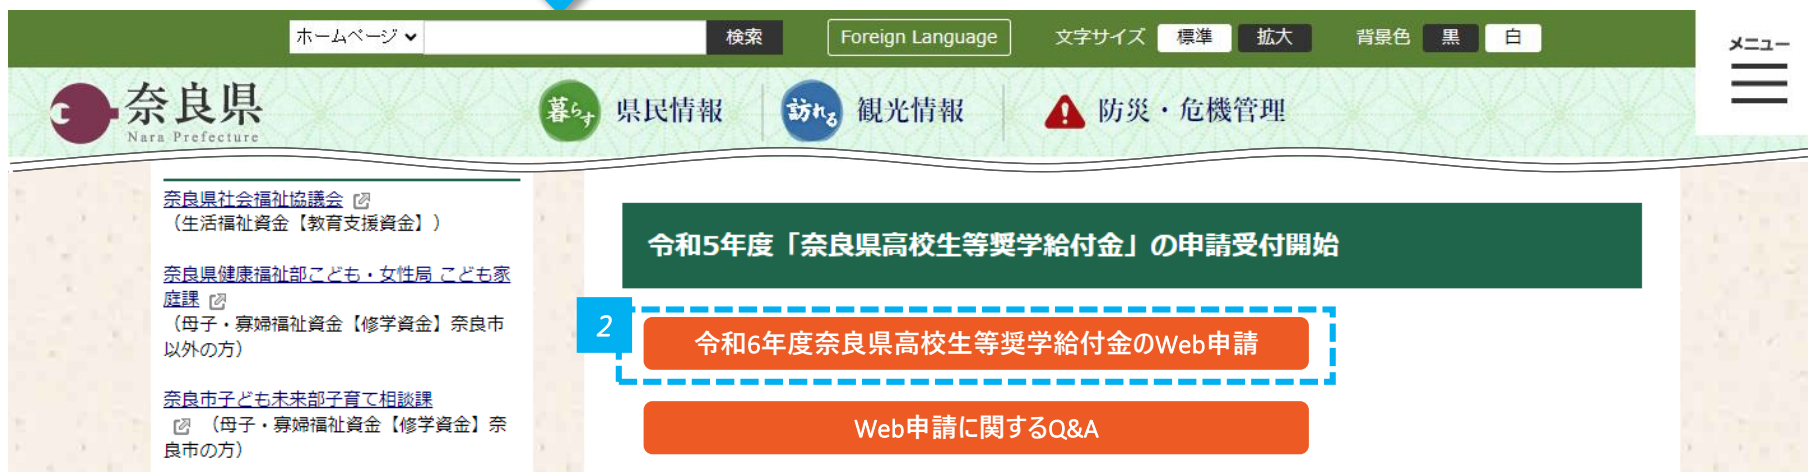 ホームページ
検索
Foreign Language
文字サイズ 標準 拡大
背景色 黒 白
メニュー
奈良県
Nara Prefecture
暮らす 県民情報
訪れる 観光情報
防災・危機管理
奈良県社会福祉協議会
（生活福祉資金【教育支援資金】）
奈良県健康福祉部こども・女性局 こども家
庭課
（母子・寡婦福祉資金【修学資金】奈良市
以外の方）
奈良市子ども未来部子育て相談課
（母子・寡婦福祉資金【修学資金】奈
良市の方）
令和5年度「奈良県高校生等奨学給付金」の申請受付開始
2
令和6年度奈良県高校生等奨学給付金のWeb申請
Web申請に関するQ&A